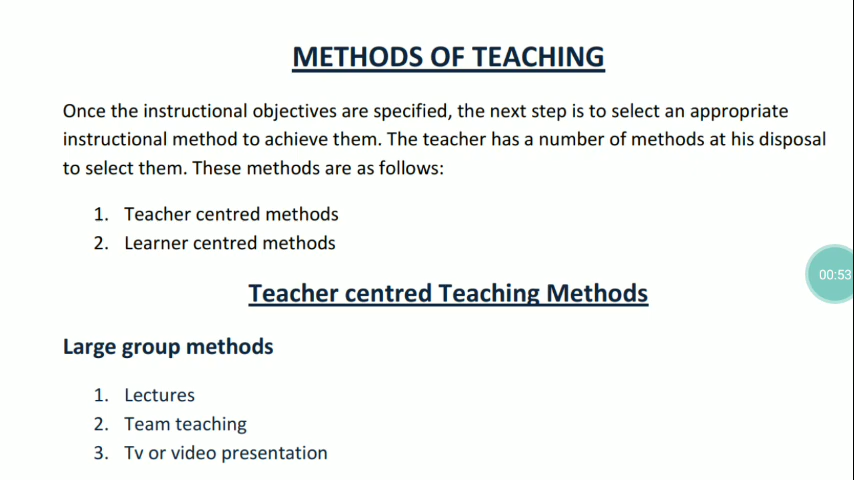 METHODS OF TEACHING
Once the instructional objectives are specified, the next step is to select an appropriate
instructional method to achieve them. The teacher has a number of methods at his disposal
to select them. These methods are as follows:
1. Teacher centred methods
2. Learner centred methods
00:53
Teacher centred Teaching Methods
Large group methods
1. Lectures
2. Team teaching
3. Tv or video presentation